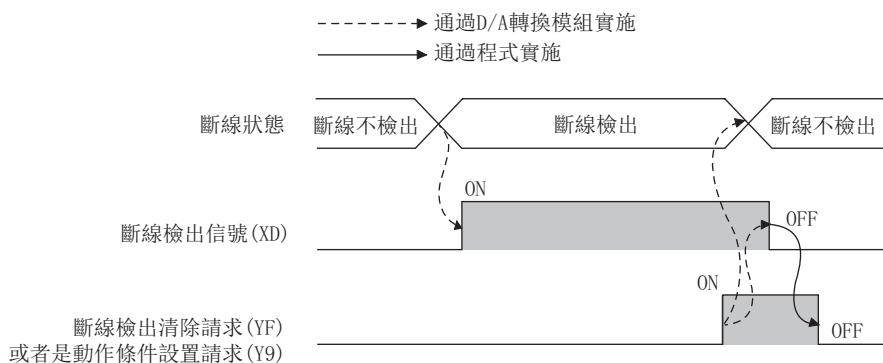 通過D/A轉換模組實施
通過程式實施
斷線狀態
斷線不檢出
斷線檢出
斷線不檢出
ON
斷線檢出信號(XD)
OFF
ON
斷線檢出清除請求(YF)
或者是動作條件設置請求(Y9)
OFF